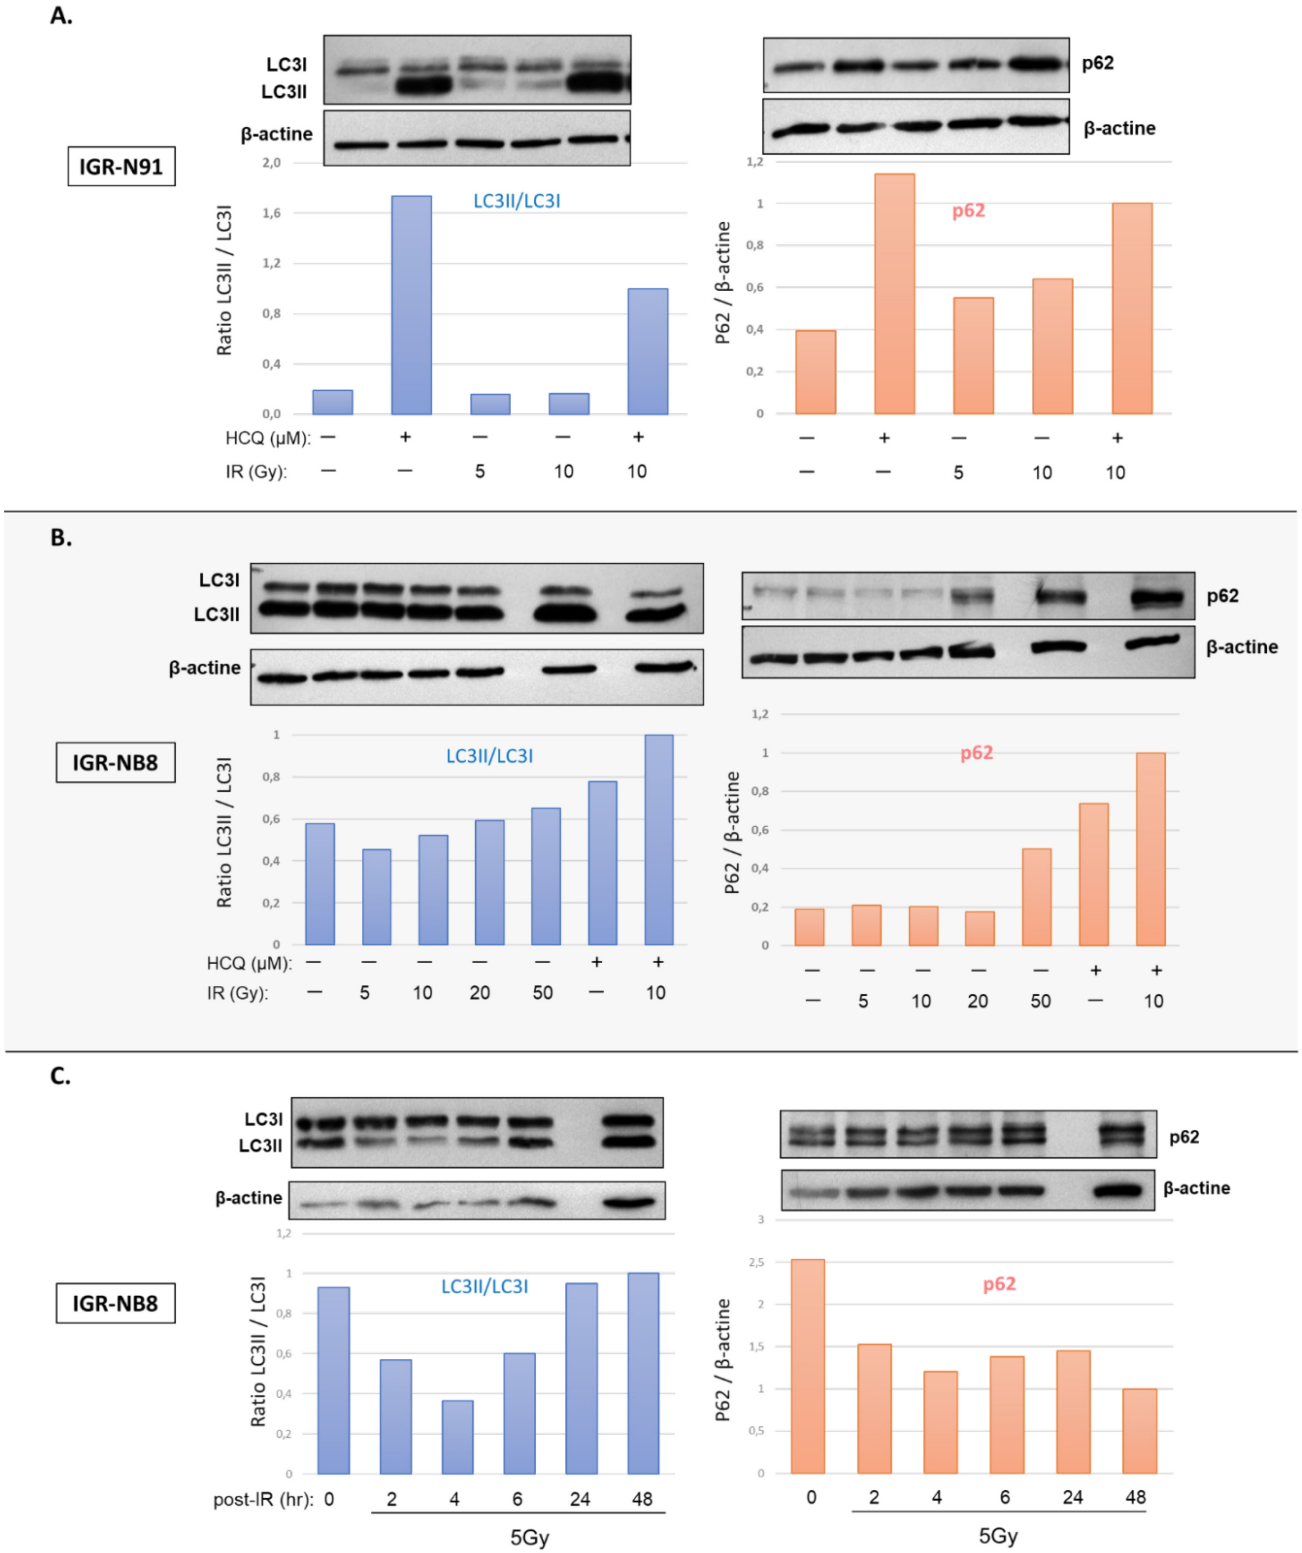 A.
LC3I
LC3II
β-actine
p62
β-actine
IGR-N91
2,0
1,6
1,2
0,8
0,4
0,0
Ratio LC3II / LC3I
LC3II/LC3I
1,2
1
0,8
0,6
0,4
0,2
0
P62 / β-actine
p62
HCQ (µM): — + — — +
IR (Gy): — — 5 10 10
— + — — +
— — 5 10 10
B.
LC3I
LC3II
β-actine
p62
β-actine
IGR-NB8
1
0,8
0,6
0,4
0,2
0
Ratio LC3II / LC3I
LC3II/LC3I
1,2
1
0,8
0,6
0,4
0,2
0
P62 / β-actine
p62
HCQ (µM): — — — — — + +
IR (Gy): — 5 10 20 50 — 10
— — — — — + +
— 5 10 20 50 — 10
C.
LC3I
LC3II
β-actine
p62
β-actine
IGR-NB8
1,2
1
0,8
0,6
0,4
0,2
0
Ratio LC3II / LC3I
LC3II/LC3I
3
2,5
2
1,5
1
0,5
0
P62 / β-actine
p62
post-IR (hr): 0 2 4 6 24 48
5Gy
0 2 4 6 24 48
5Gy